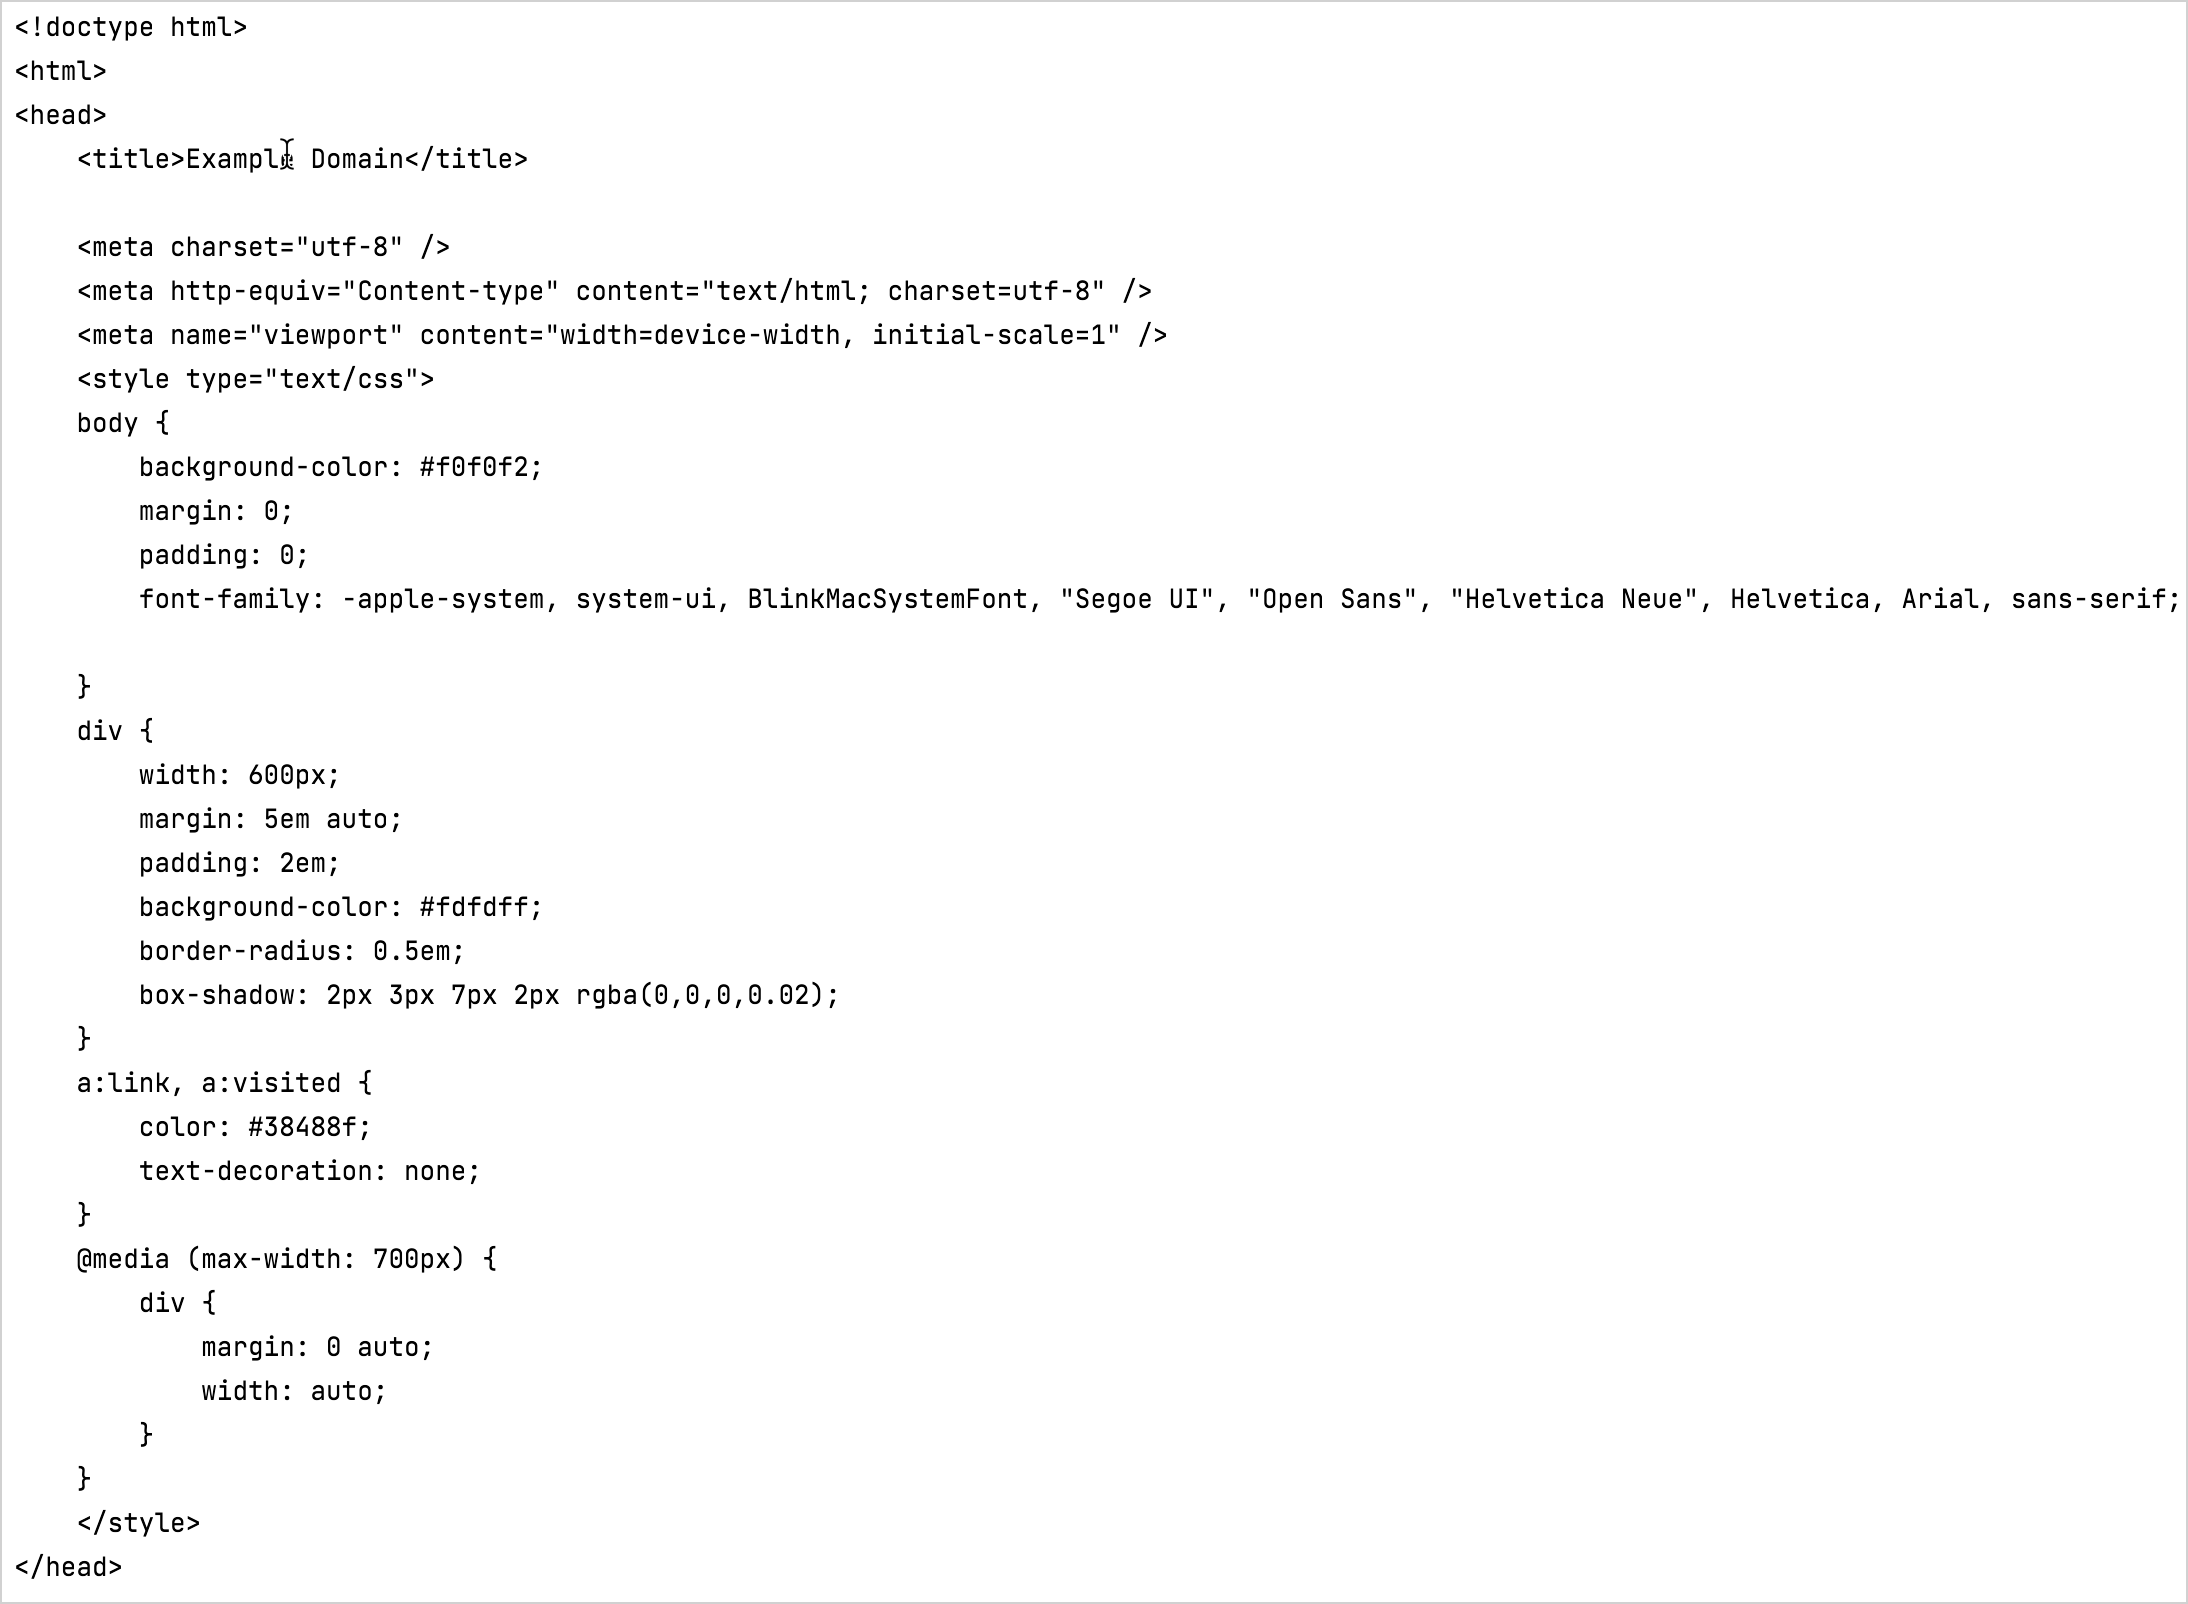 <!doctype html>
<html>
<head>
    <title>Example Domain</title>

    <meta charset="utf-8" />
    <meta http-equiv="Content-type" content="text/html; charset=utf-8" />
    <meta name="viewport" content="width=device-width, initial-scale=1" />
    <style type="text/css">
    body {
        background-color: #f0f0f2;
        margin: 0;
        padding: 0;
        font-family: -apple-system, system-ui, BlinkMacSystemFont, "Segoe UI", "Open Sans", "Helvetica Neue", Helvetica, Arial, sans-serif;

    }
    div {
        width: 600px;
        margin: 5em auto;
        padding: 2em;
        background-color: #fdfdff;
        border-radius: 0.5em;
        box-shadow: 2px 3px 7px 2px rgba(0,0,0,0.02);
    }
    a:link, a:visited {
        color: #38488f;
        text-decoration: none;
    }
    @media (max-width: 700px) {
        div {
            margin: 0 auto;
            width: auto;
        }
    }
    </style>
</head>